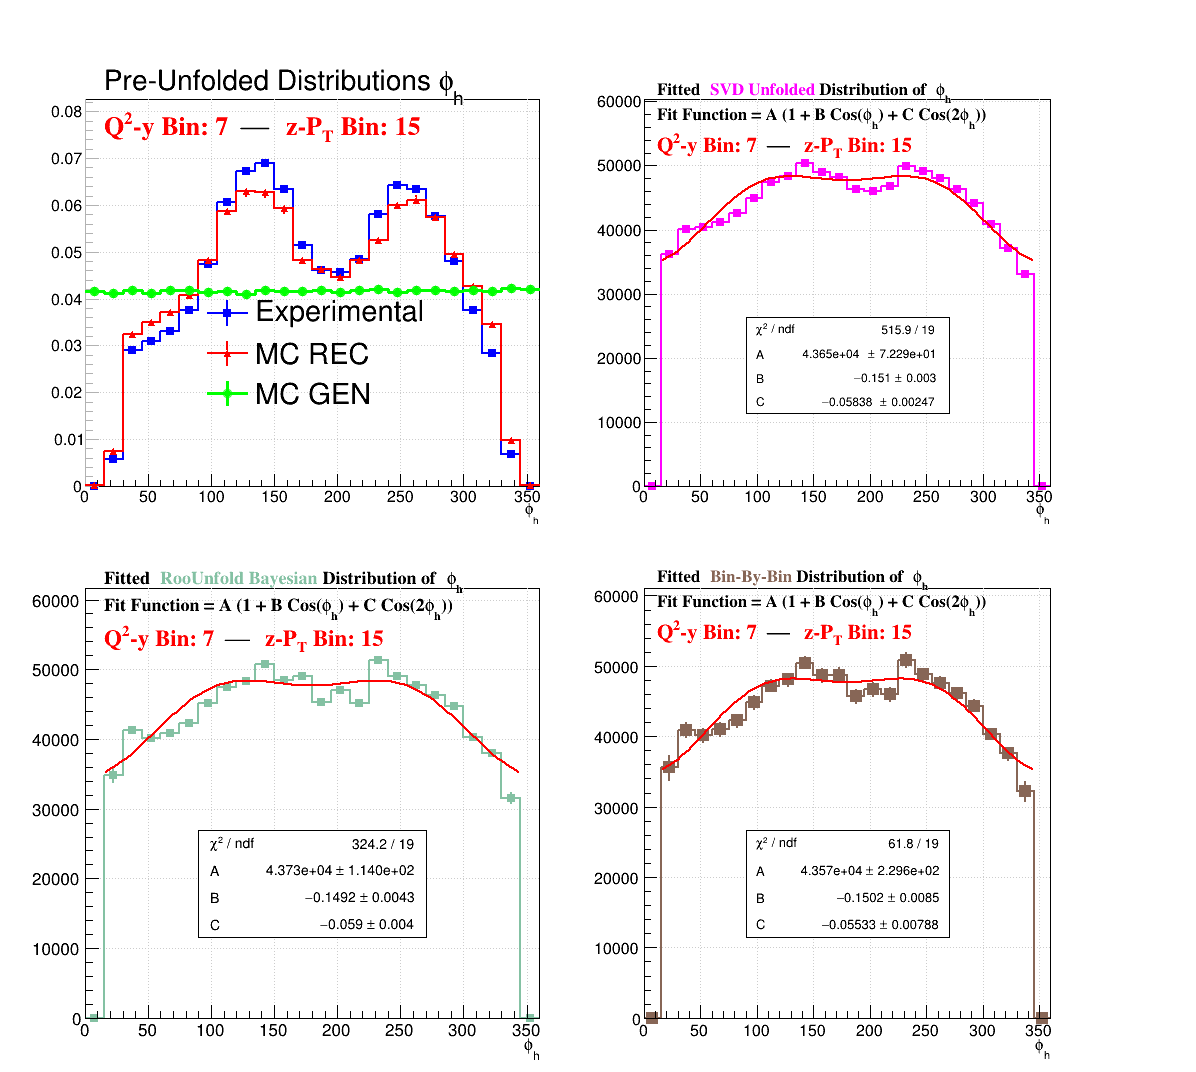 Pre-Unfolded Distributions ϕh
Q²-y Bin: 7 — z-PT Bin: 15
0.08
0.07
0.06
0.05
0.04
0.03
0.02
0.01
0
Experimental
MC REC
MC GEN
0 50 100 150 200 250 300 350
ϕh
Fitted SVD Unfolded Distribution of ϕh
Fit Function = A (1 + B Cos(ϕh) + C Cos(2ϕh))
Q²-y Bin: 7 — z-PT Bin: 15
60000
50000
40000
30000
20000
10000
0
χ² / ndf 515.9 / 19
A 4.365e+04 ± 7.229e+01
B −0.151 ± 0.003
C −0.05838 ± 0.00247
0 50 100 150 200 250 300 350
ϕh
Fitted RooUnfold Bayesian Distribution of ϕh
Fit Function = A (1 + B Cos(ϕh) + C Cos(2ϕh))
Q²-y Bin: 7 — z-PT Bin: 15
60000
50000
40000
30000
20000
10000
0
χ² / ndf 324.2 / 19
A 4.373e+04 ± 1.140e+02
B −0.1492 ± 0.0043
C −0.059 ± 0.004
0 50 100 150 200 250 300 350
ϕh
Fitted Bin-By-Bin Distribution of ϕh
Fit Function = A (1 + B Cos(ϕh) + C Cos(2ϕh))
Q²-y Bin: 7 — z-PT Bin: 15
60000
50000
40000
30000
20000
10000
0
χ² / ndf 61.8 / 19
A 4.357e+04 ± 2.296e+02
B −0.1502 ± 0.0085
C −0.05533 ± 0.00788
0 50 100 150 200 250 300 350
ϕh